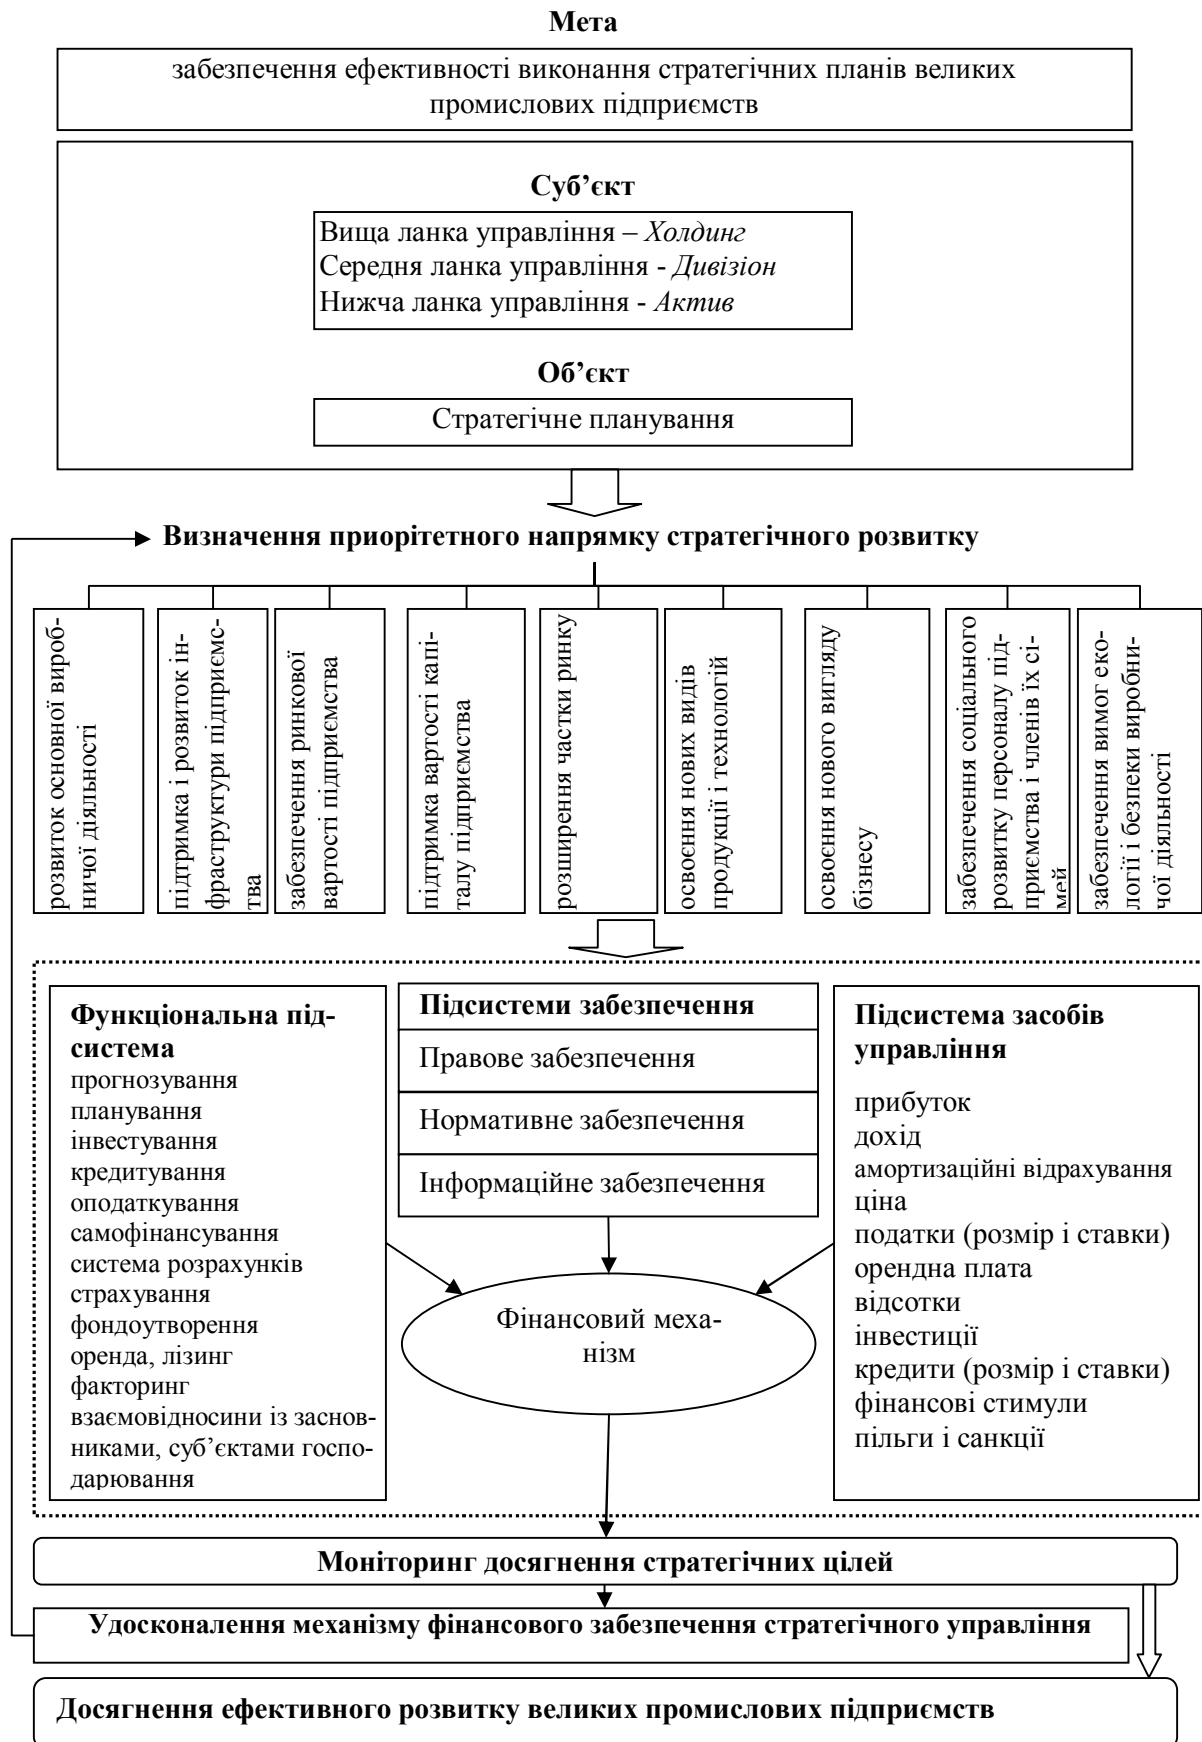 Мета
забезпечення ефективності виконання стратегічних планів великих
промислових підприємств
Суб’єкт
Вища ланка управління – Холдинг
Середня ланка управління - Дивізіон
Нижча ланка управління - Актив
Об’єкт
Стратегічне планування
Визначення приорітетного напрямку стратегічного розвитку
розвиток основної вироб-
ничої діяльності
підтримка і розвиток ін-
фраструктури підприємс-
тва
забезпечення ринкової
вартості підприємства
підтримка вартості капі-
талу підприємства
розширення частки ринку
освоєння нових видів
продукції і технологій
освоєння нового вигляду
бізнесу
забезпечення соціального
розвитку персоналу під-
приємства і членів їх сі-
мей
забезпечення вимог еко-
логії і безпеки виробни-
чої діяльності
Функціональна під-
система
прогнозування
планування
інвестування
кредитування
оподаткування
самофінансування
система розрахунків
страхування
фондоутворення
оренда, лізинг
факторинг
взаємовідносини із заснов-
никами, суб’єктами госпо-
дарювання
Підсистеми забезпечення
Правове забезпечення
Нормативне забезпечення
Інформаційне забезпечення
Підсистема засобів
управління
прибуток
дохід
амортизаційні відрахування
ціна
податки (розмір і ставки)
орендна плата
відсотки
інвестиції
кредити (розмір і ставки)
фінансові стимули
пільги і санкції
Фінансовий меха-
нізм
Моніторинг досягнення стратегічних цілей
Удосконалення механізму фінансового забезпечення стратегічного управління
Досягнення ефективного розвитку великих промислових підприємств